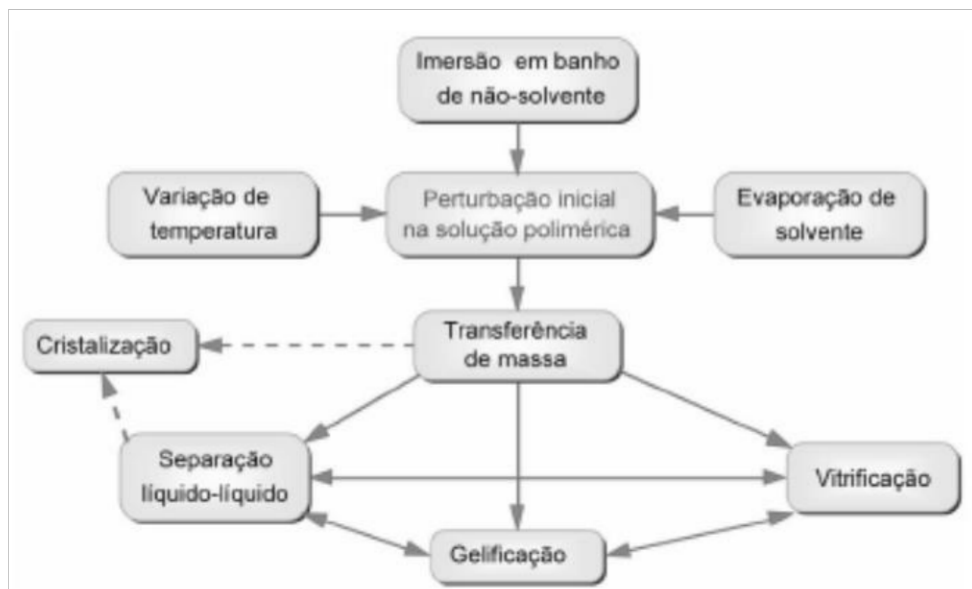 Imersão em banho
de não-solvente
Variação de
temperatura
Perturbação inicial
na solução polimérica
Evaporação de
solvente
Cristalização
Transferência
de massa
Separação
líquido-líquido
Vitrificação
Gelificação